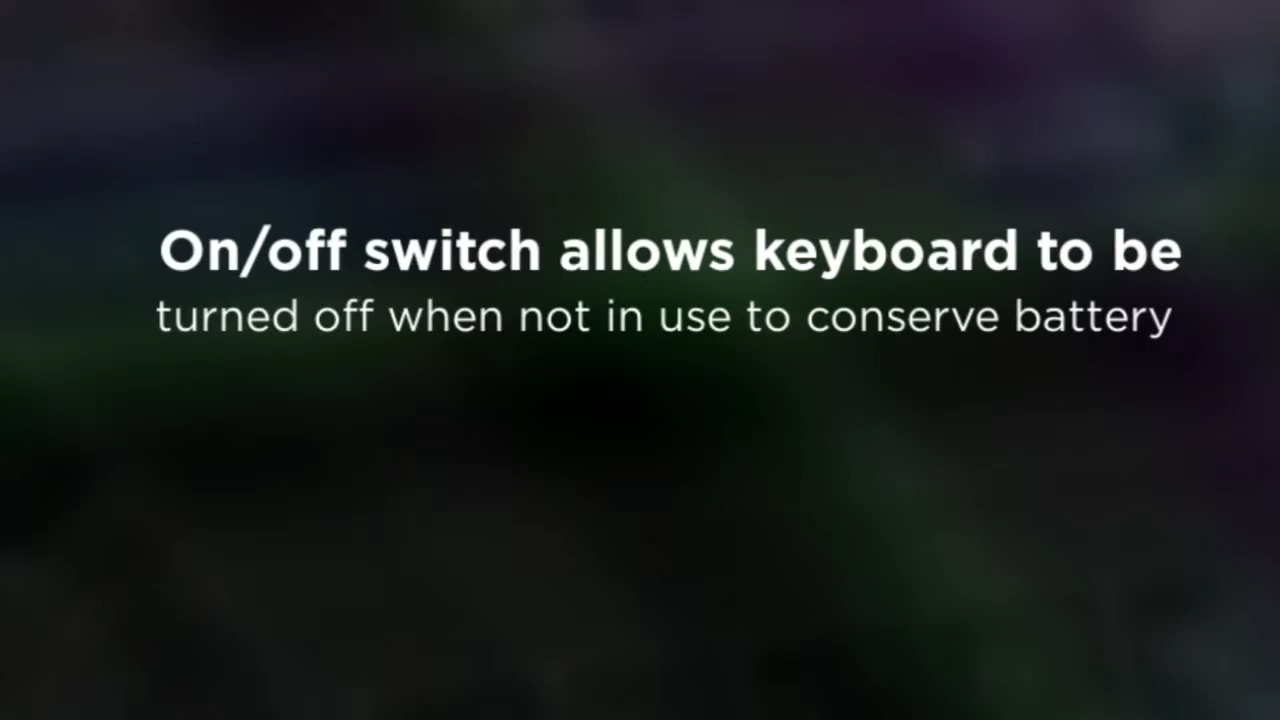 On/off switch allows keyboard to be
turned off when not in use to conserve battery